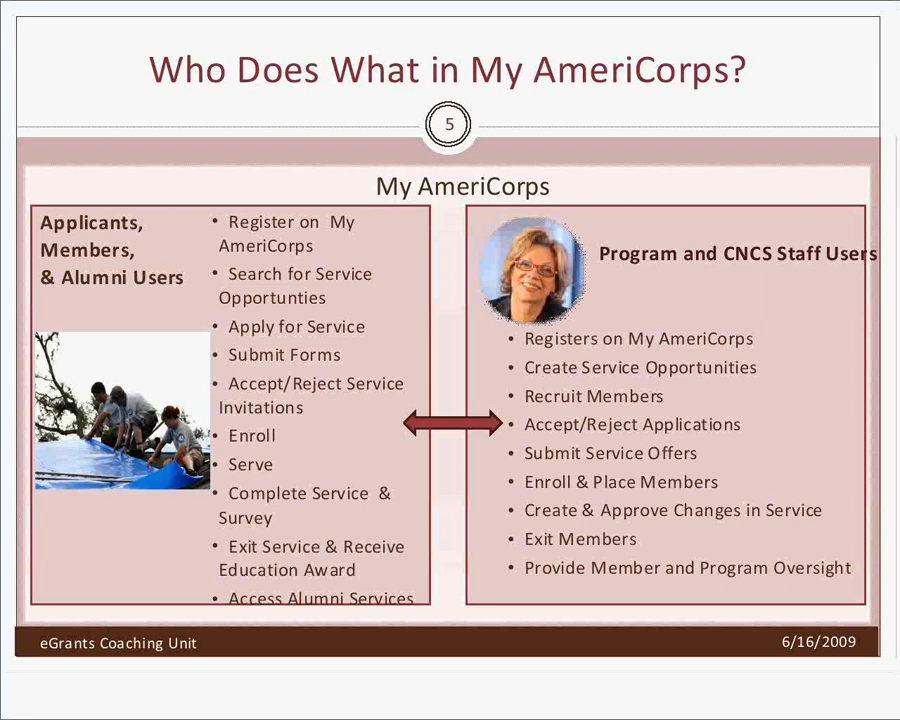 Who Does What in My AmeriCorps?
5
My AmeriCorps
Applicants,
Members,
& Alumni Users
• Register on My
AmeriCorps
• Search for Service
Opportunties
• Apply for Service
• Submit Forms
• Accept/Reject Service
Invitations
• Enroll
• Serve
• Complete Service &
Survey
• Exit Service & Receive
Education Award
• Access Alumni Services
Program and CNCS Staff Users
• Registers on My AmeriCorps
• Create Service Opportunities
• Recruit Members
• Accept/Reject Applications
• Submit Service Offers
• Enroll & Place Members
• Create & Approve Changes in Service
• Exit Members
• Provide Member and Program Oversight
eGrants Coaching Unit
6/16/2009